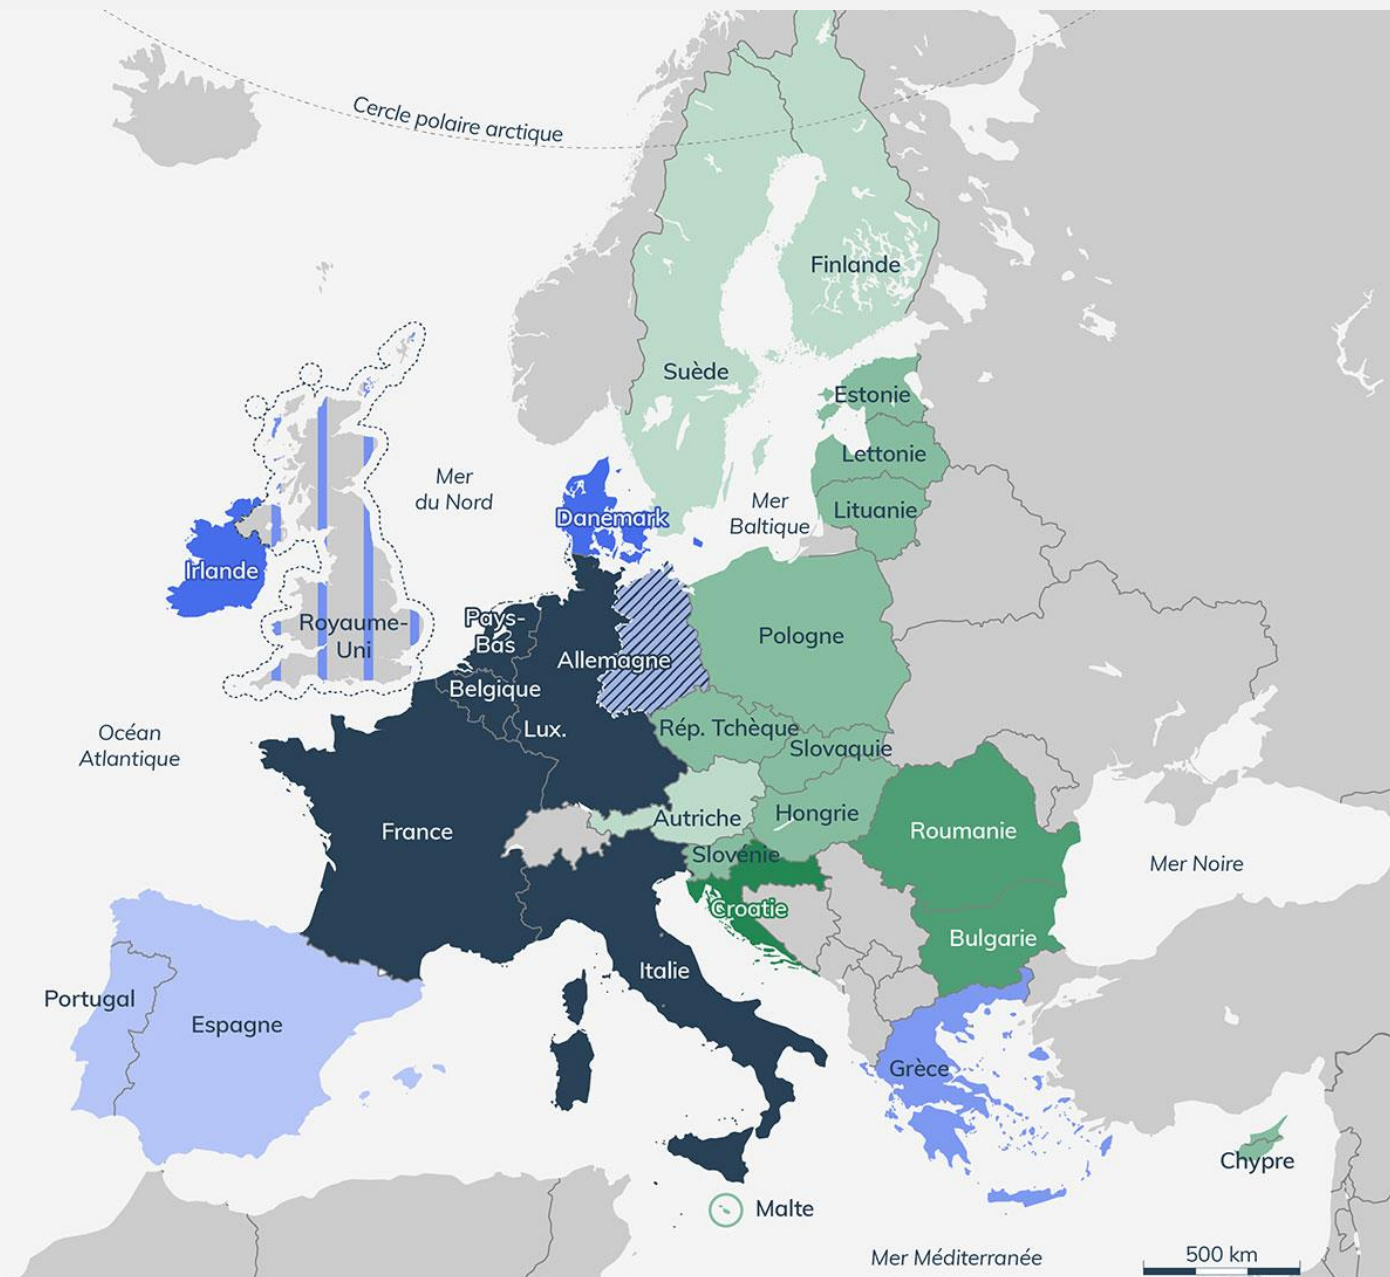 Cercle polaire arctique
Finlande
Suède
Estonie
Mer
du Nord
Lettonie
Mer
Baltique
Lituanie
Danemark
Irlande
Royaume-
Uni
Pays-
Bas
Pologne
Allemagne
Belgique
Océan
Atlantique
Lux.
Rép. Tchèque
Slovaquie
France
Autriche
Hongrie
Roumanie
Slovénie
Mer Noire
Croatie
Bulgarie
Italie
Portugal
Espagne
Grèce
Chypre
Malte
Mer Méditerranée
500 km